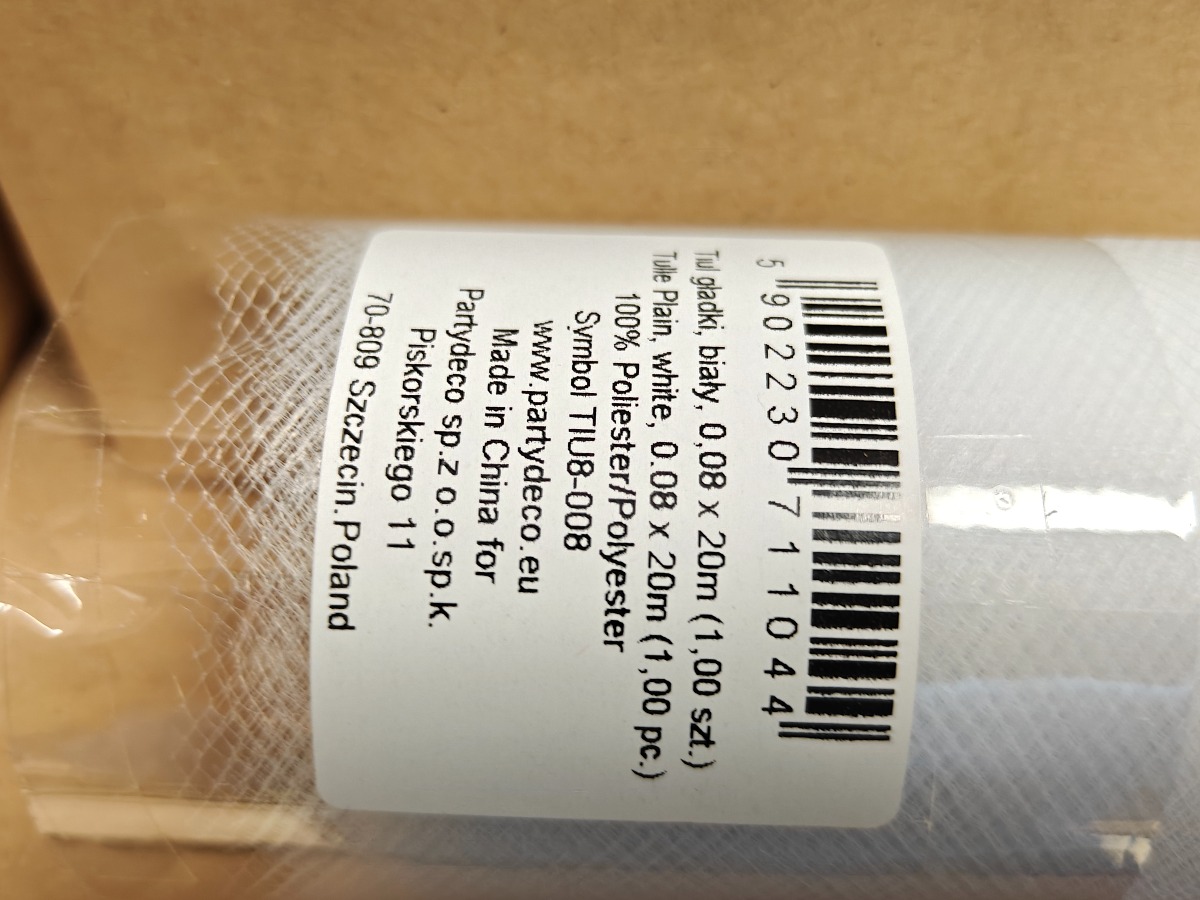 5 902230 711044
Tiul gładki, biały, 0,08 x 20m (1,00 szt.)
Tulle Plain, white, 0.08 x 20m (1,00 pc.)
100% Poliester/Polyester
Symbol TIU8-008
www.partydeco.eu
Made in China for
Partydeco sp.z o.o.sp.k.
Piskorskiego 11
70-809 Szczecin.Poland